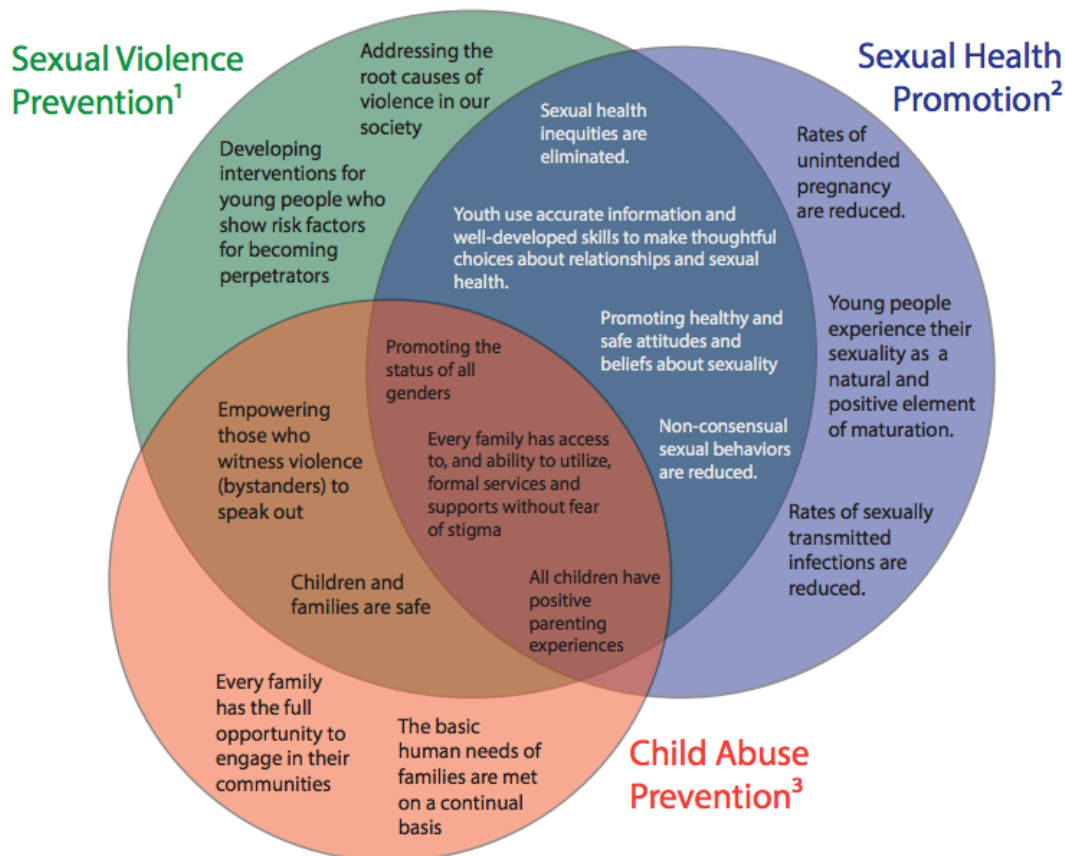 Sexual Violence
Prevention¹
Addressing the
root causes of
violence in our
society
Developing
interventions for
young people who
show risk factors
for becoming
perpetrators
Sexual Health
Promotion²
Sexual health
inequities are
eliminated.
Rates of
unintended
pregnancy
are reduced.
Youth use accurate information and
well-developed skills to make thoughtful
choices about relationships and sexual
health.
Promoting healthy and
safe attitudes and
beliefs about sexuality
Young people
experience their
sexuality as a
natural and
positive element
of maturation.
Promoting the
status of all
genders
Empowering
those who
witness violence
(bystanders) to
speak out
Every family has access
to, and ability to utilize,
formal services and
supports without fear
of stigma
Non-consensual
sexual behaviors
are reduced.
Rates of sexually
transmitted
infections are
reduced.
Children and
families are safe
All children have
positive
parenting
experiences
Every family
has the full
opportunity to
engage in their
communities
The basic
human needs of
families are met
on a continual
basis
Child Abuse
Prevention³